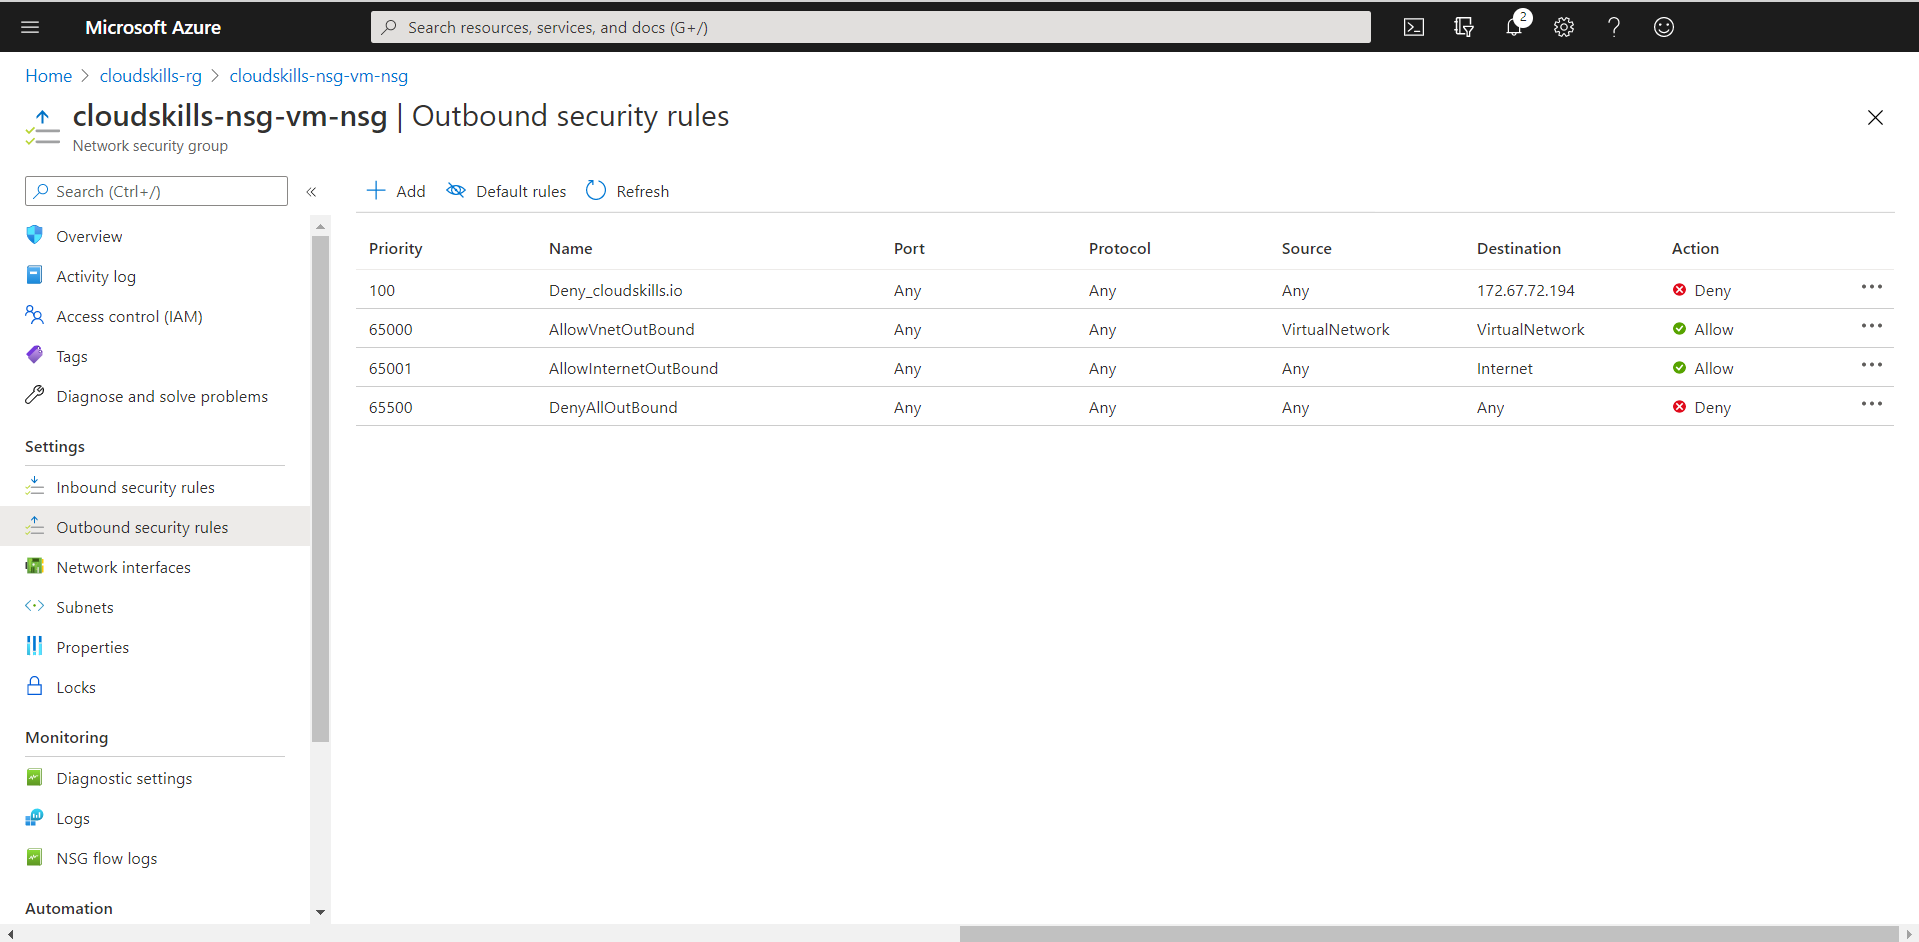 Microsoft Azure
Search resources, services, and docs (G+/)
2
Home > cloudskills-rg > cloudskills-nsg-vm-nsg
cloudskills-nsg-vm-nsg | Outbound security rules
Network security group
Search (Ctrl+/)
«
Add Default rules Refresh
Overview
Activity log
Access control (IAM)
Tags
Diagnose and solve problems
Settings
Inbound security rules
Outbound security rules
Network interfaces
Subnets
Properties
Locks
Monitoring
Diagnostic settings
Logs
NSG flow logs
Automation
Priority Name Port Protocol Source Destination Action
100 Deny_cloudskills.io Any Any Any 172.67.72.194 Deny
65000 AllowVnetOutBound Any Any VirtualNetwork VirtualNetwork Allow
65001 AllowInternetOutBound Any Any Any Internet Allow
65500 DenyAllOutBound Any Any Any Any Deny